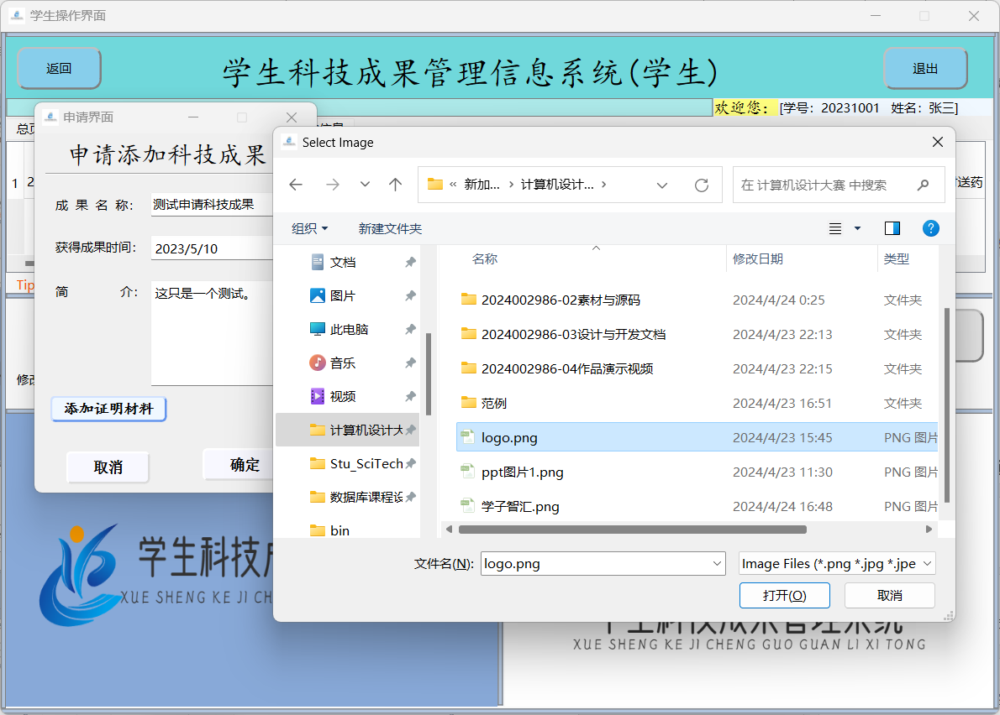 学生操作界面
返回
学生科技成果管理信息系统(学生)
退出
欢迎您：
[学号：20231001 姓名：张三]
申请界面
申请添加科技成果
成 果 名 称：
测试申请科技成果
获得成果时间：
2023/5/10
简 介：
这只是一个测试。
添加证明材料
取消
确定
1
2
Tip
送药
Select Image
« 新加... › 计算机设计... ›
在 计算机设计大寨 中搜索
组织
新建文件夹
文档
图片
此电脑
音乐
视频
计算机设计大
Stu_SciTech
数据库课程设
bin
名称 修改日期 类型
2024002986-02素材与源码 2024/4/24 0:25 文件夹
2024002986-03设计与开发文档 2024/4/23 22:13 文件夹
2024002986-04作品演示视频 2024/4/23 22:15 文件夹
范例 2024/4/23 16:51 文件夹
logo.png 2024/4/23 15:45 PNG 图片
ppt图片1.png 2024/4/23 11:30 PNG 图片
学子智汇.png 2024/4/24 16:48 PNG 图片
文件名(N): logo.png
Image Files (*.png *.jpg *.jpe
打开(O)
取消
学生科技
XUE SHENG KE JI CH
学生科技成果管理系统
XUE SHENG KE JI CHENG GUO GUAN LI XI TONG